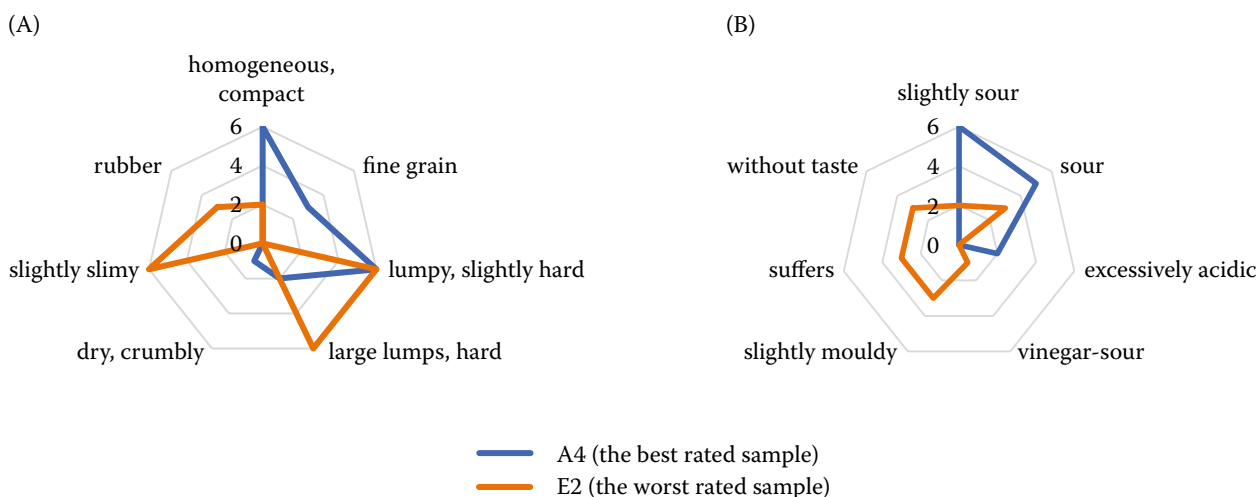 (A)
homogeneous,
compact
6
4
2
0
rubber
fine grain
slightly slimy
lumpy, slightly hard
dry, crumbly
large lumps, hard
(B)
slightly sour
6
4
2
0
without taste
sour
suffers
excessively acidic
slightly mouldy
vinegar-sour
A4 (the best rated sample)
E2 (the worst rated sample)